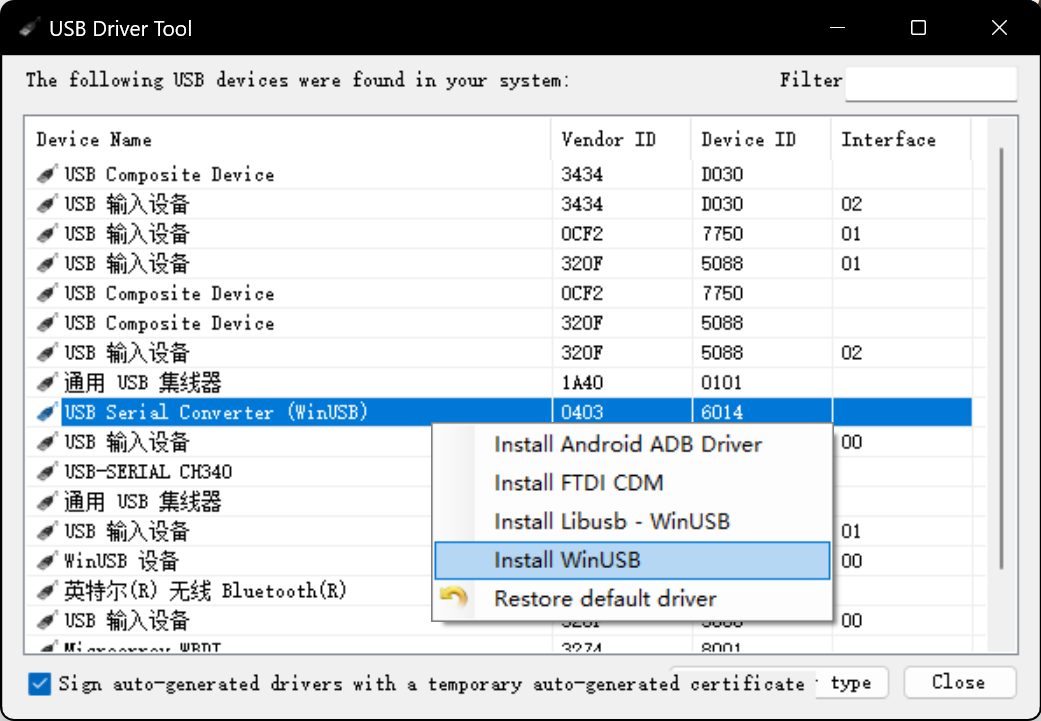 USB Driver Tool
The following USB devices were found in your system:
Filter
Device Name Vendor ID Device ID Interface
USB Composite Device 3434 D030
USB 输入设备 3434 D030 02
USB 输入设备 0CF2 7750 01
USB 输入设备 320F 5088 01
USB Composite Device 0CF2 7750
USB Composite Device 320F 5088
USB 输入设备 320F 5088 02
通用 USB 集线器 1A40 0101
USB Serial Converter (WinUSB) 0403 6014
USB 输入设备 00
USB-SERIAL CH340
通用 USB 集线器
USB 输入设备 01
WinUSB 设备 00
英特尔(R) 无线 Bluetooth(R)
USB 输入设备 00
Microarray WBDI 3274 8001
Install Android ADB Driver
Install FTDI CDM
Install Libusb - WinUSB
Install WinUSB
Restore default driver
Sign auto-generated drivers with a temporary auto-generated certificate type
Close